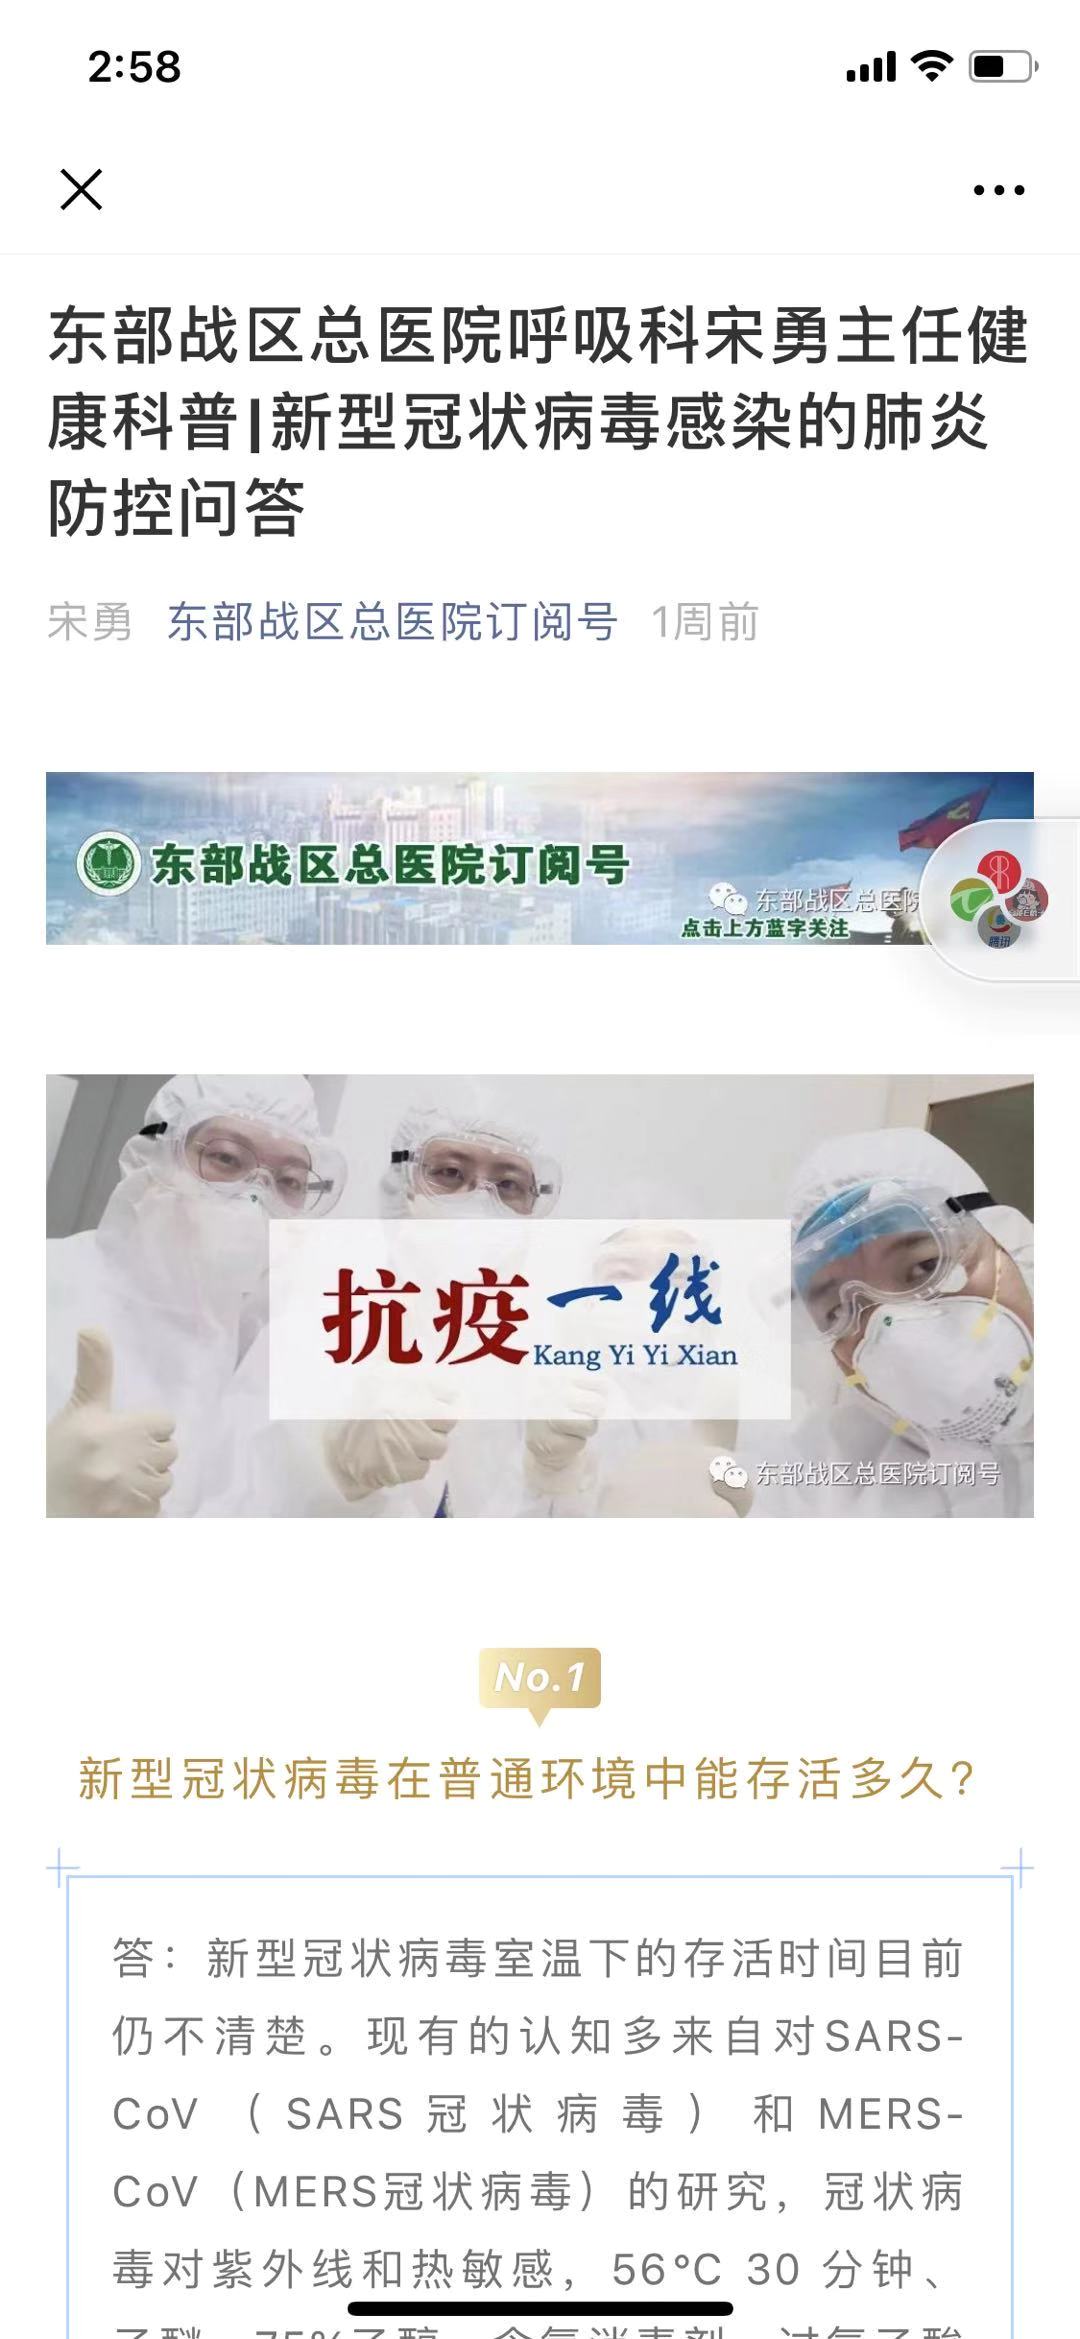 2:58
东部战区总医院呼吸科宋勇主任健
康科普|新型冠状病毒感染的肺炎
防控问答
宋勇 东部战区总医院订阅号 1周前
东部战区总医院订阅号
东部战区总医院
点击上方蓝字关注
腾讯
抗疫一线
Kang Yi Yi Xian
东部战区总医院订阅号
No.1
新型冠状病毒在普通环境中能存活多久?
答：新型冠状病毒室温下的存活时间目前
仍不清楚。现有的认知多来自对SARS-
CoV（SARS冠状病毒）和MERS-
CoV（MERS冠状病毒）的研究，冠状病
毒对紫外线和热敏感，56°C 30 分钟、